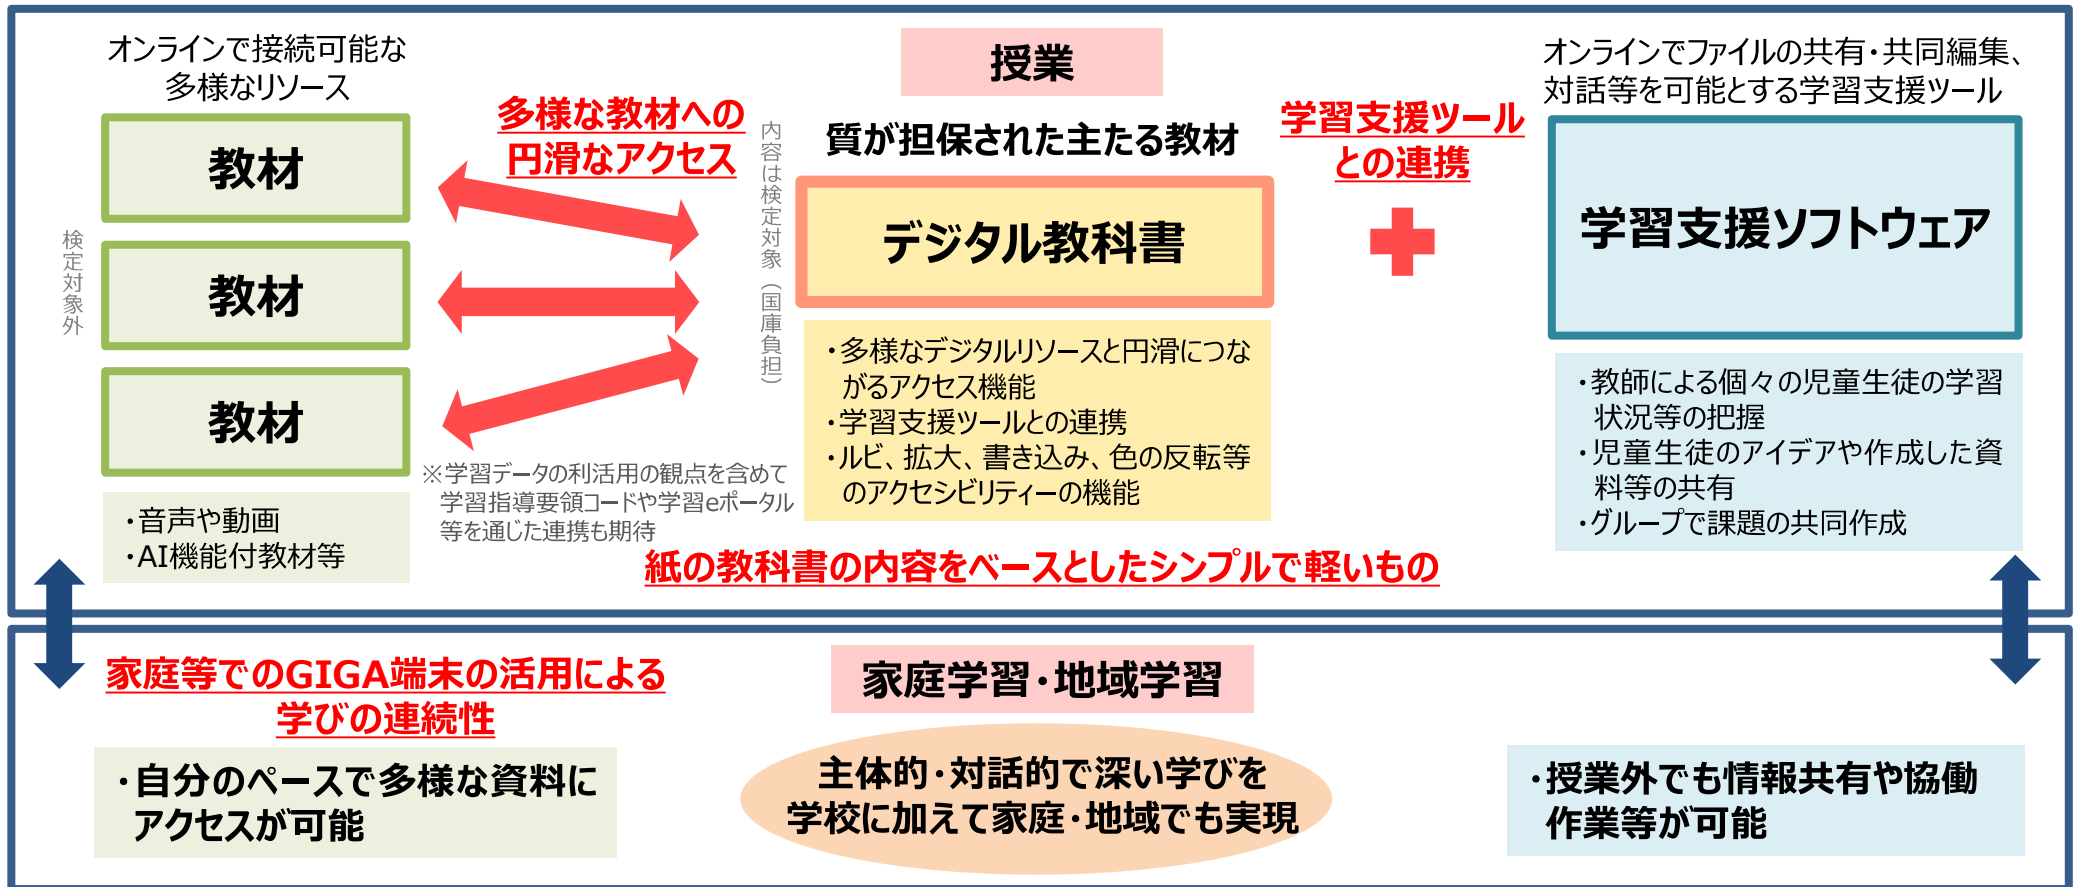 授業
オンラインで接続可能な
多様なリソース
検定対象外
教材
教材
教材
・音声や動画
・AI機能付教材等
多様な教材への
円滑なアクセス
※学習データの利活用の観点を含めて
学習指導要領コードや学習eポータル
等を通じた連携も期待
内容は検定対象（国庫負担）
質が担保された主たる教材
デジタル教科書
・多様なデジタルリソースと円滑につな
がるアクセス機能
・学習支援ツールとの連携
・ルビ、拡大、書き込み、色の反転等
のアクセシビリティーの機能
紙の教科書の内容をベースとしたシンプルで軽いもの
学習支援ツール
との連携
オンラインでファイルの共有・共同編集、
対話等を可能とする学習支援ツール
学習支援ソフトウェア
・教師による個々の児童生徒の学習
状況等の把握
・児童生徒のアイデアや作成した資
料等の共有
・グループで課題の共同作成
家庭学習・地域学習
家庭等でのGIGA端末の活用による
学びの連続性
・自分のペースで多様な資料に
アクセスが可能
主体的・対話的で深い学びを
学校に加えて家庭・地域でも実現
・授業外でも情報共有や協働
作業等が可能